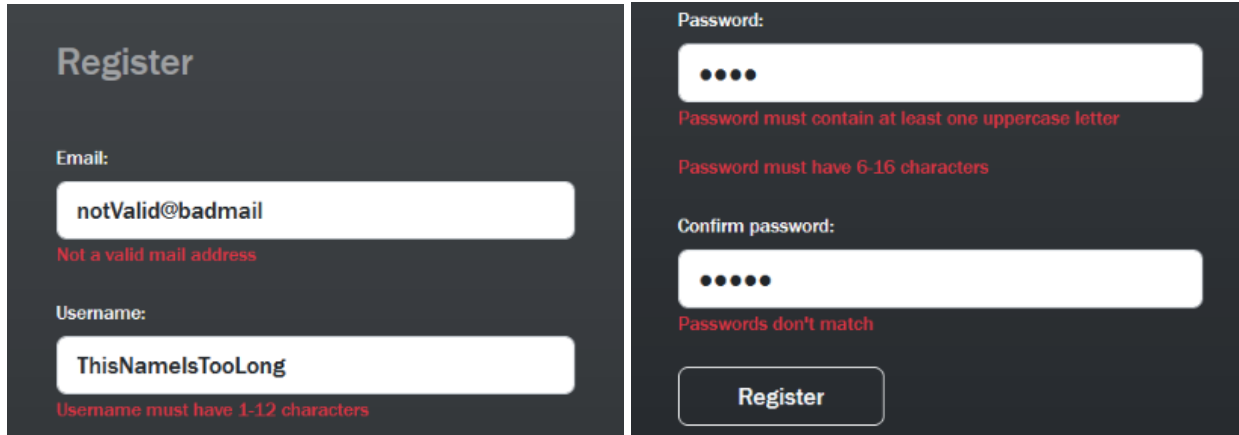 Register
Email:
notValid@badmail
Not a valid mail address
Username:
ThisNameIsTooLong
Username must have 1-12 characters
Password:
••••
Password must contain at least one uppercase letter
Password must have 6-16 characters
Confirm password:
•••••
Passwords don't match
Register